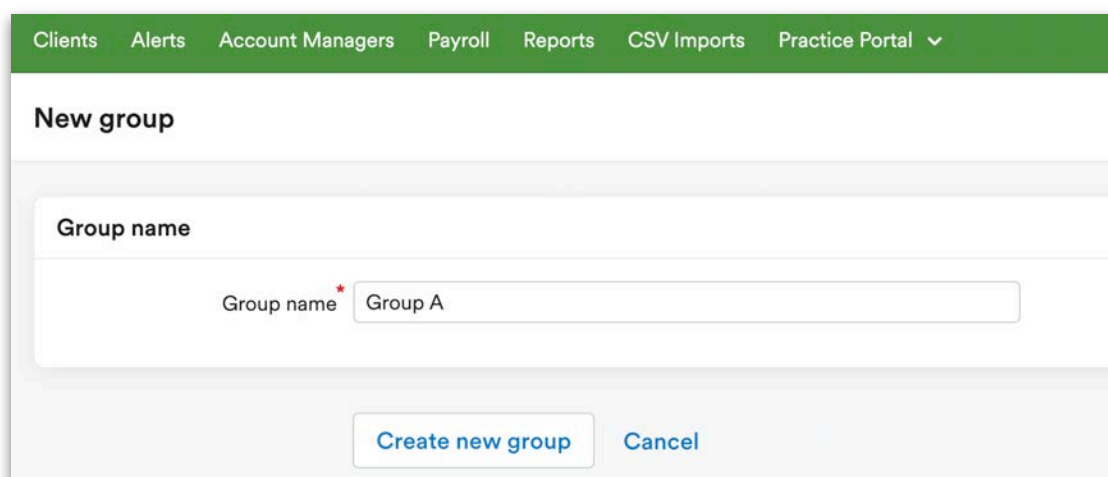 Clients Alerts Account Managers Payroll Reports CSV Imports Practice Portal
New group
Group name
Group name* Group A
Create new group Cancel